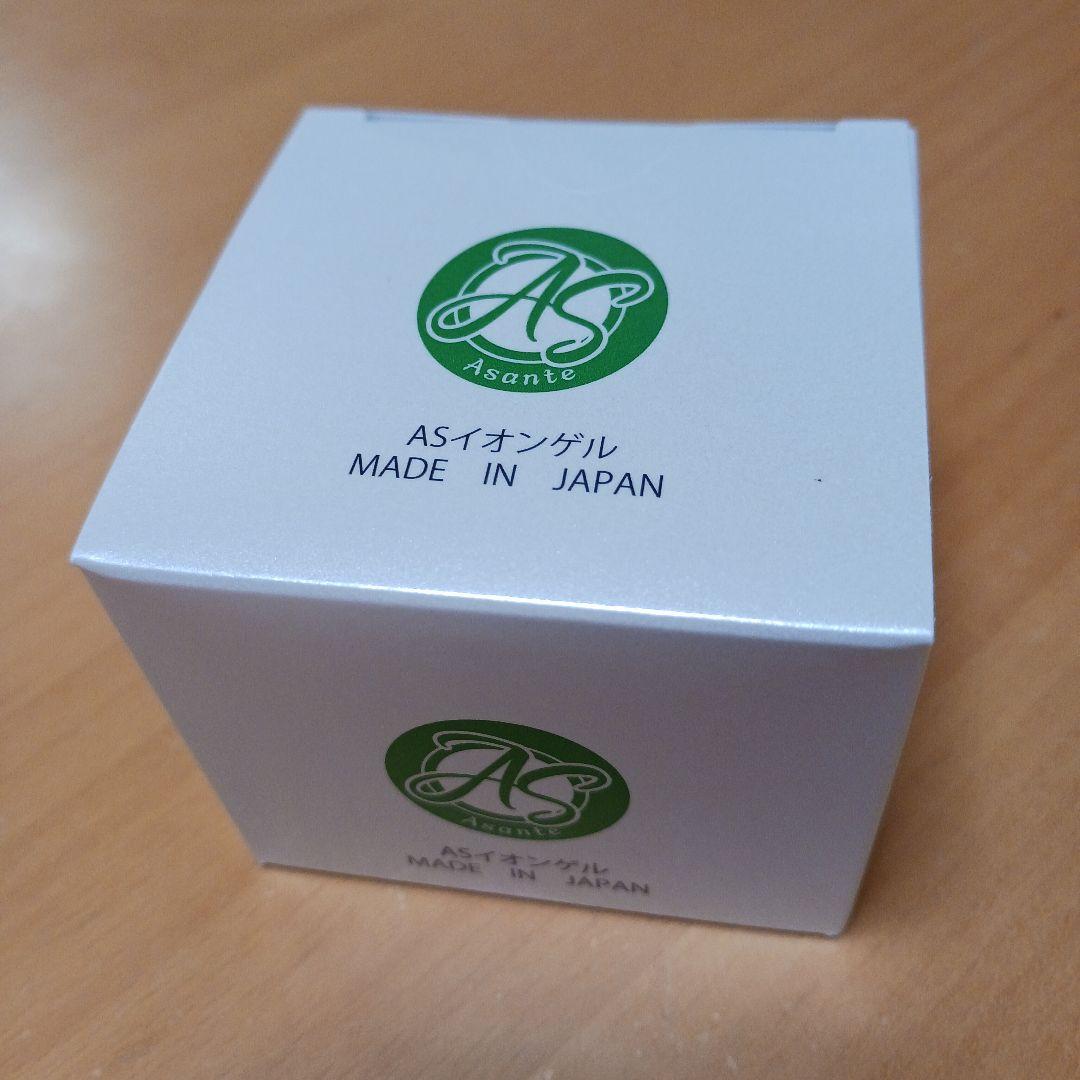 AS
Asante
ASイオンゲル
MADE IN JAPAN
AS
Asante
ASイオンゲル
MADE IN JAPAN